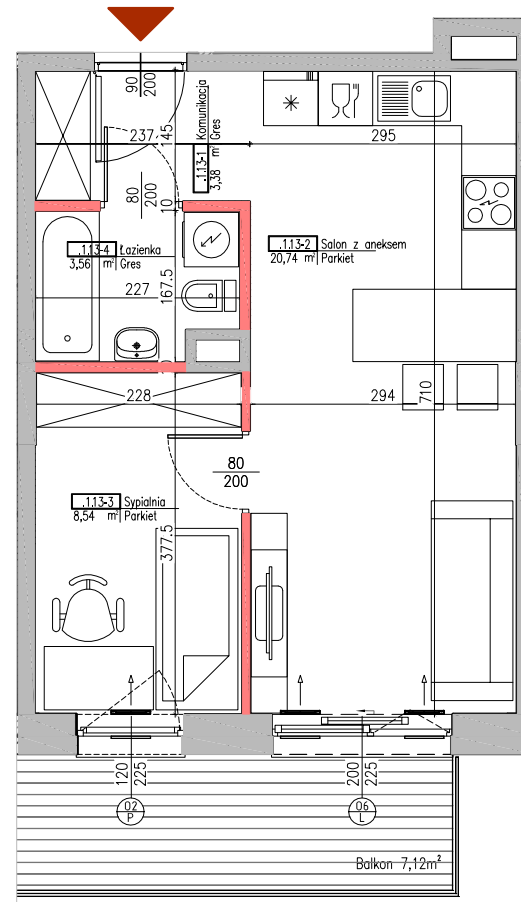 90
200
237
145
.1.13-1 Komunikacja
3,38 m² Gres
295
80
200
10
.1.13-4 Łazienka
3,56 m² Gres
.1.13-2 Salon z aneksem
20,74 m² Parkiet
227
167.5
228
294
710
80
200
.1.13-3 Sypialnia
8,54 m² Parkiet
377.5
120
225
200
225
02
P
06
L
Balkon 7,12m²